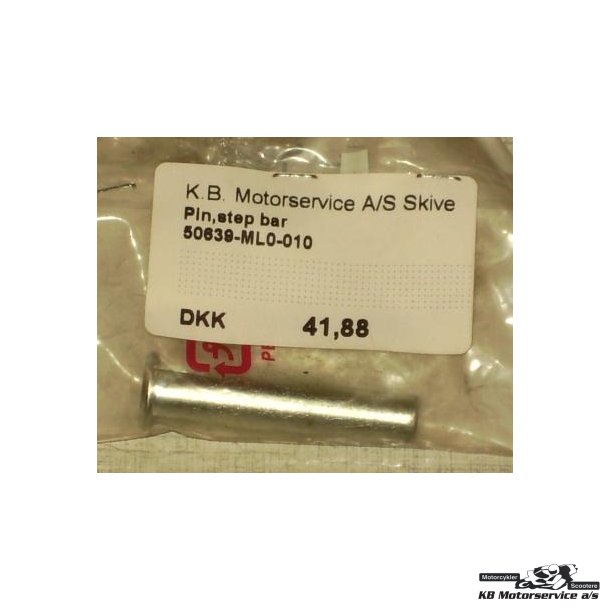 K.B. Motorservice A/S Skive
Pin,step bar
50639-ML0-010
DKK 41,88
Motorcykler
Scootere
KB Motorservice a/s